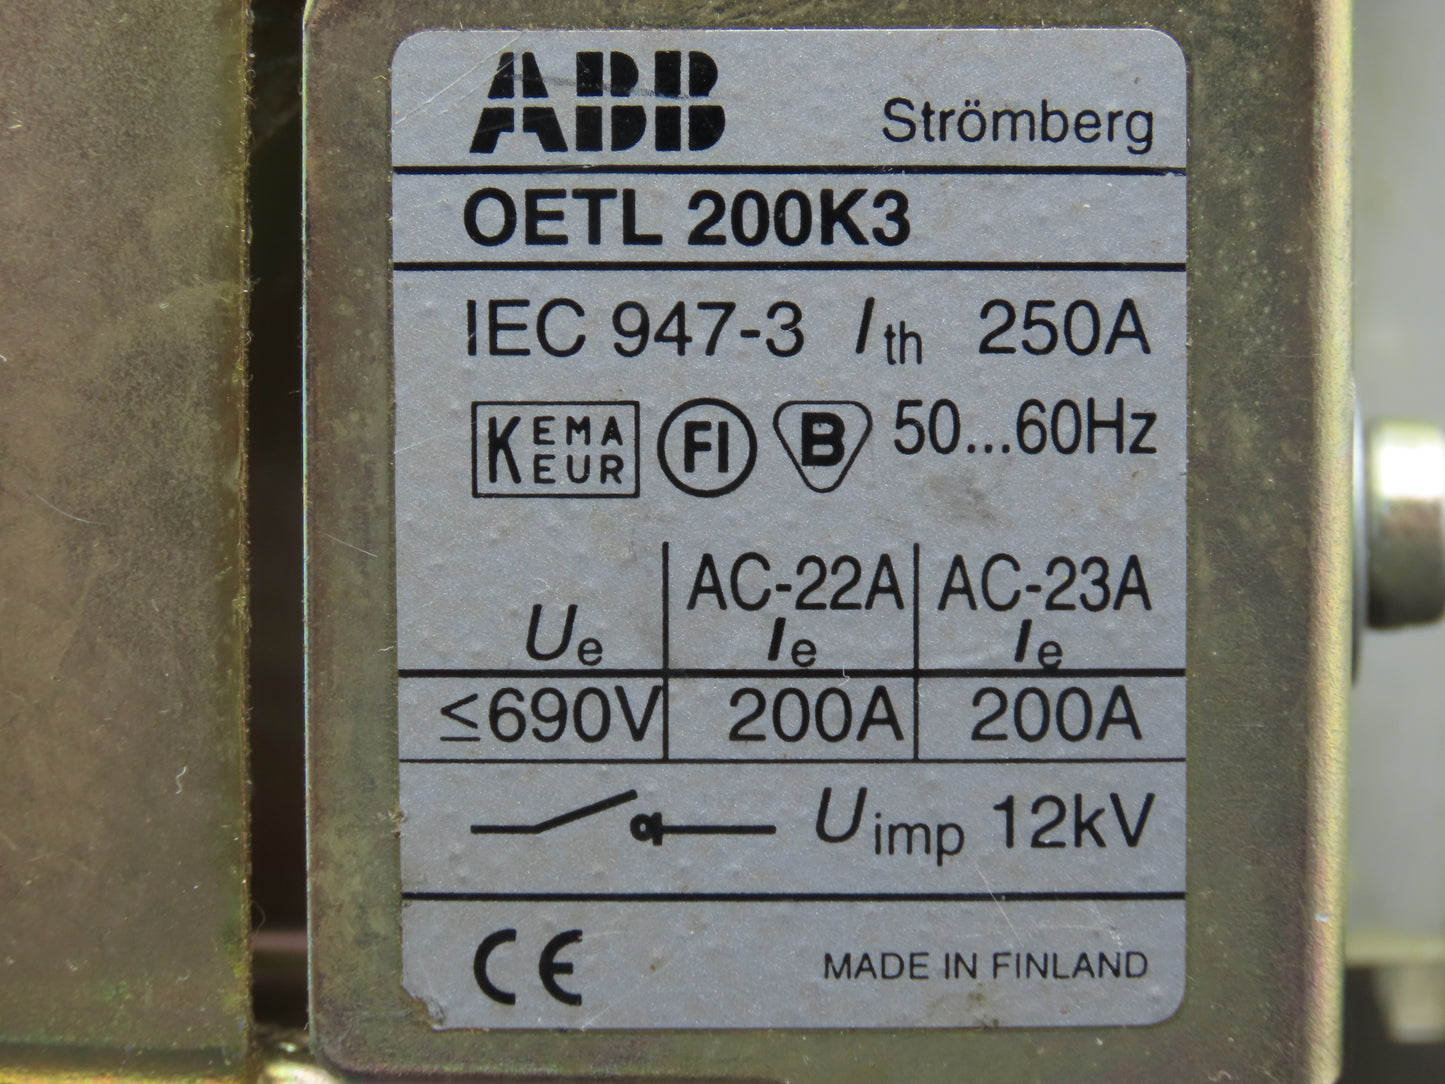 ABB Strömberg
OETL 200K3
IEC 947-3 Ith 250A
KEMA KEUR FI B 50...60Hz
AC-22A AC-23A
Ue Ie Ie
≤690V 200A 200A
Uimp 12kV
CE MADE IN FINLAND